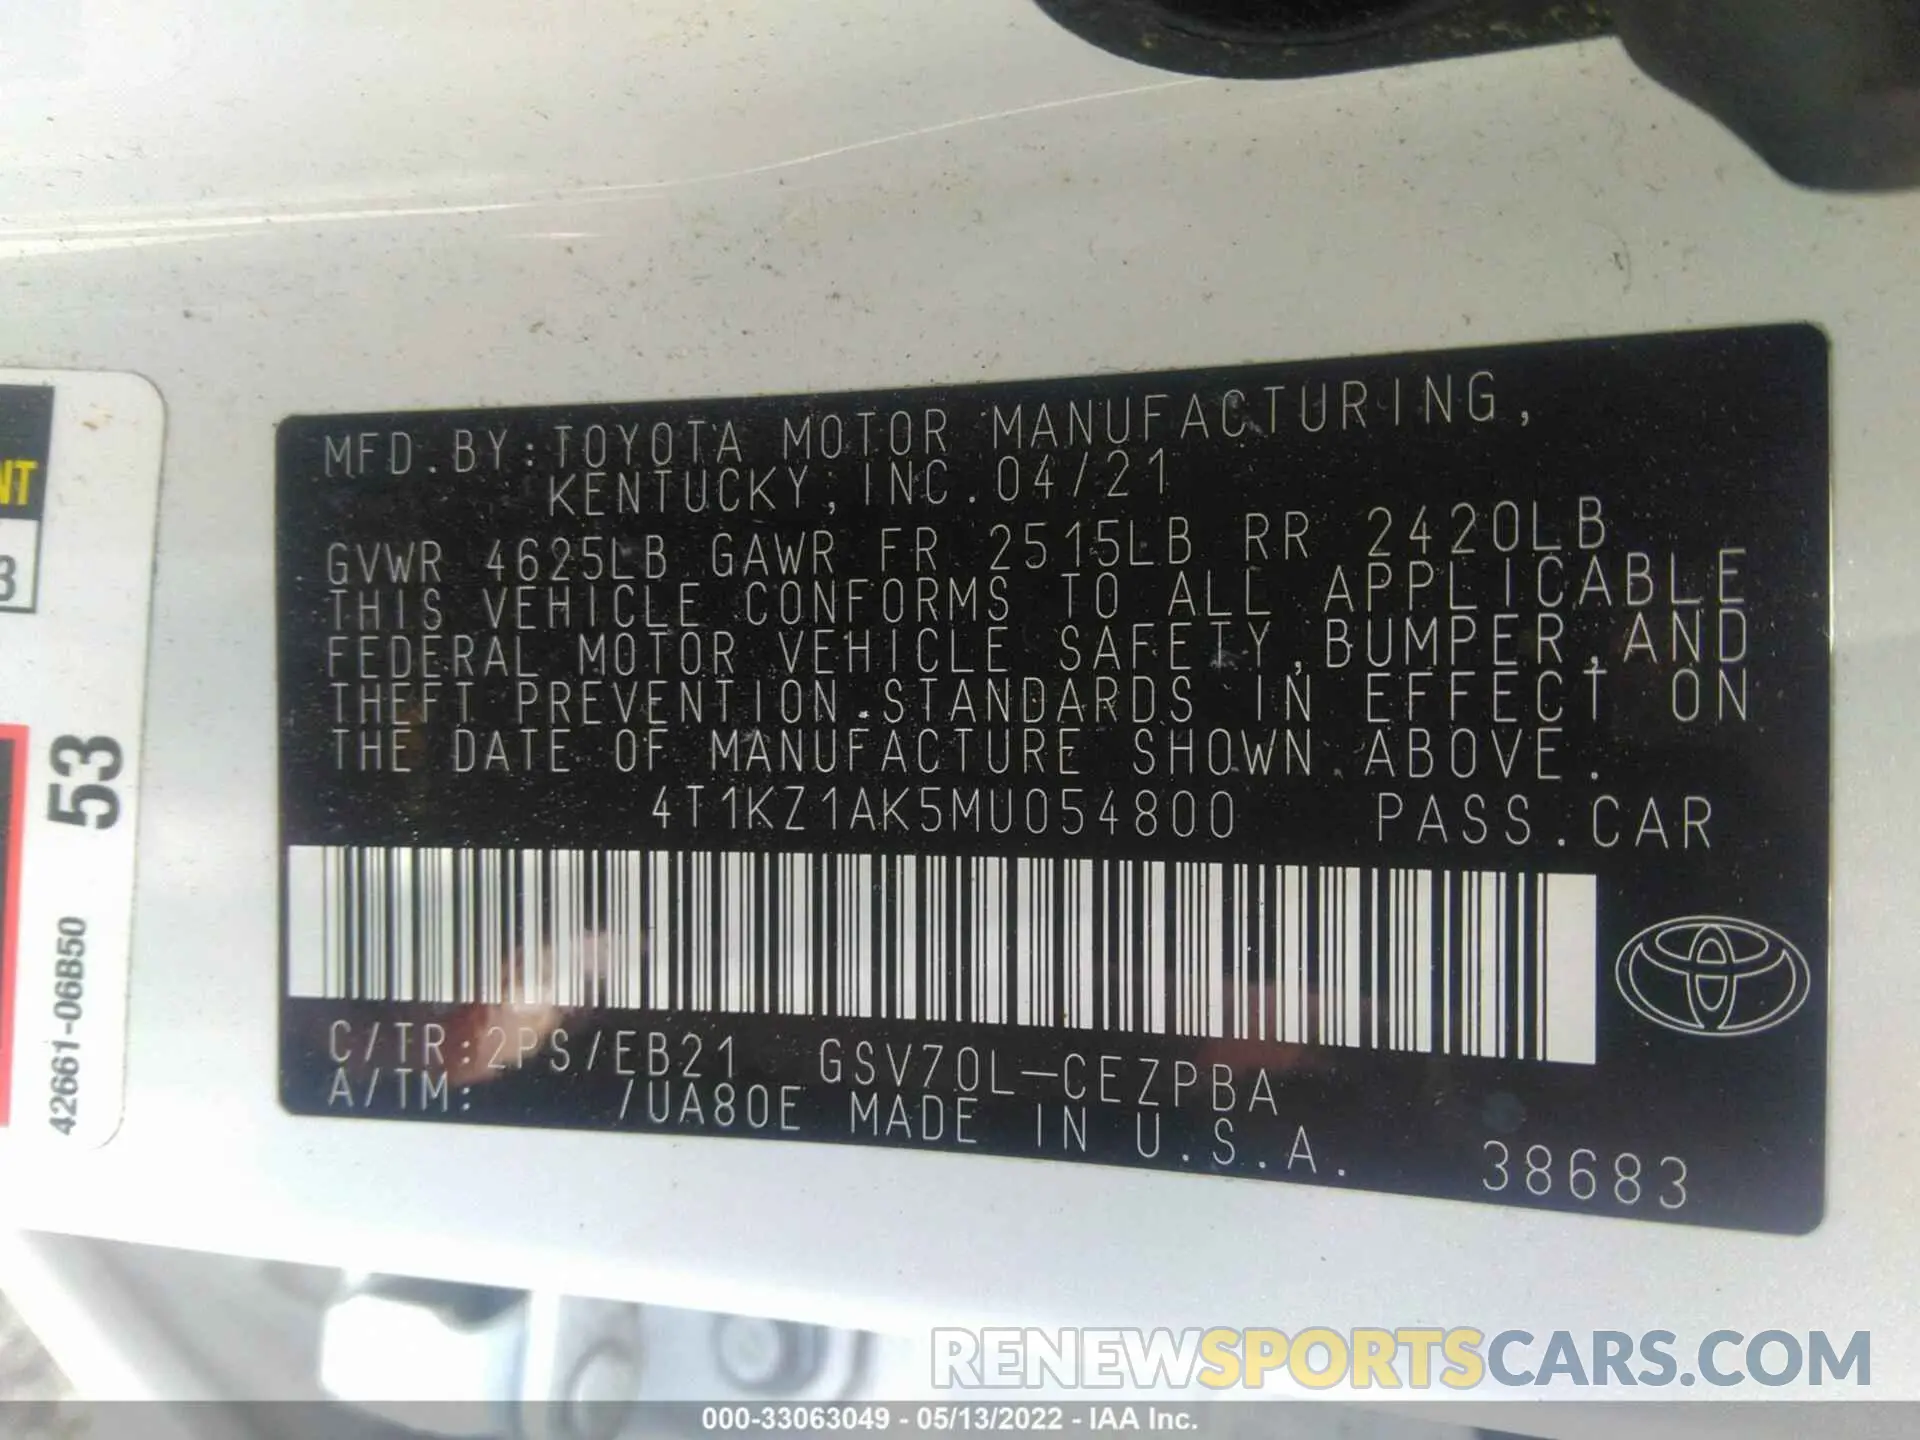 MFD.BY:TOYOTA MOTOR MANUFACTURING,
KENTUCKY, INC.04/21
GVWR 4625LB GAWR FR 2515LB RR 2420LB
THIS VEHICLE CONFORMS TO ALL APPLICABLE
FEDERAL MOTOR VEHICLE SAFETY,BUMPER,AND
THEFT PREVENTION STANDARDS IN EFFECT ON
THE DATE OF MANUFACTURE SHOWN ABOVE.
4T1KZ1AK5MU054800 PASS.CAR
C/TR:2PS/EB21 GSV70L-CEZPBA
A/TM: /UA80E MADE IN U.S.A.
38683
NT
3
53
42661-06B50
RENEWSPORTSCARS.COM
000-33063049 - 05/13/2022 - IAA Inc.